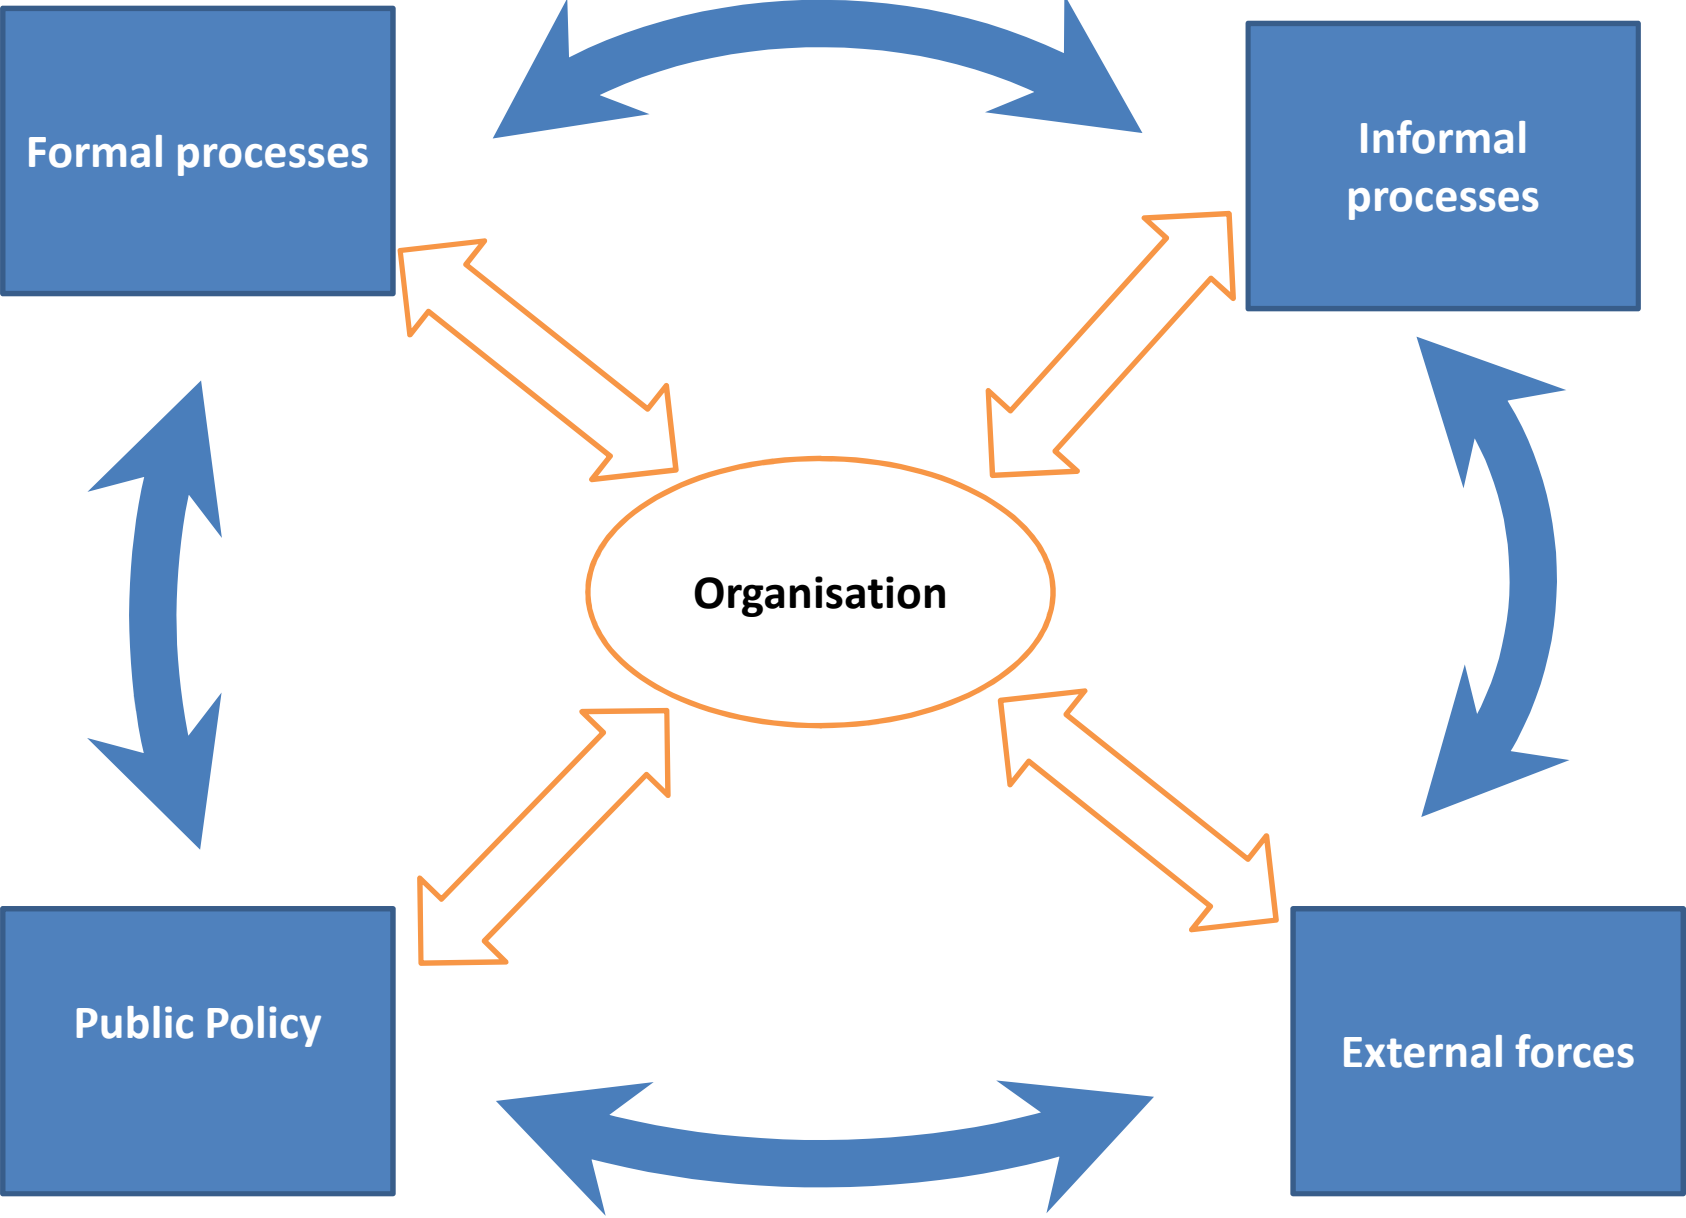 Formal processes
Informal
processes
Organisation
Public Policy
External forces